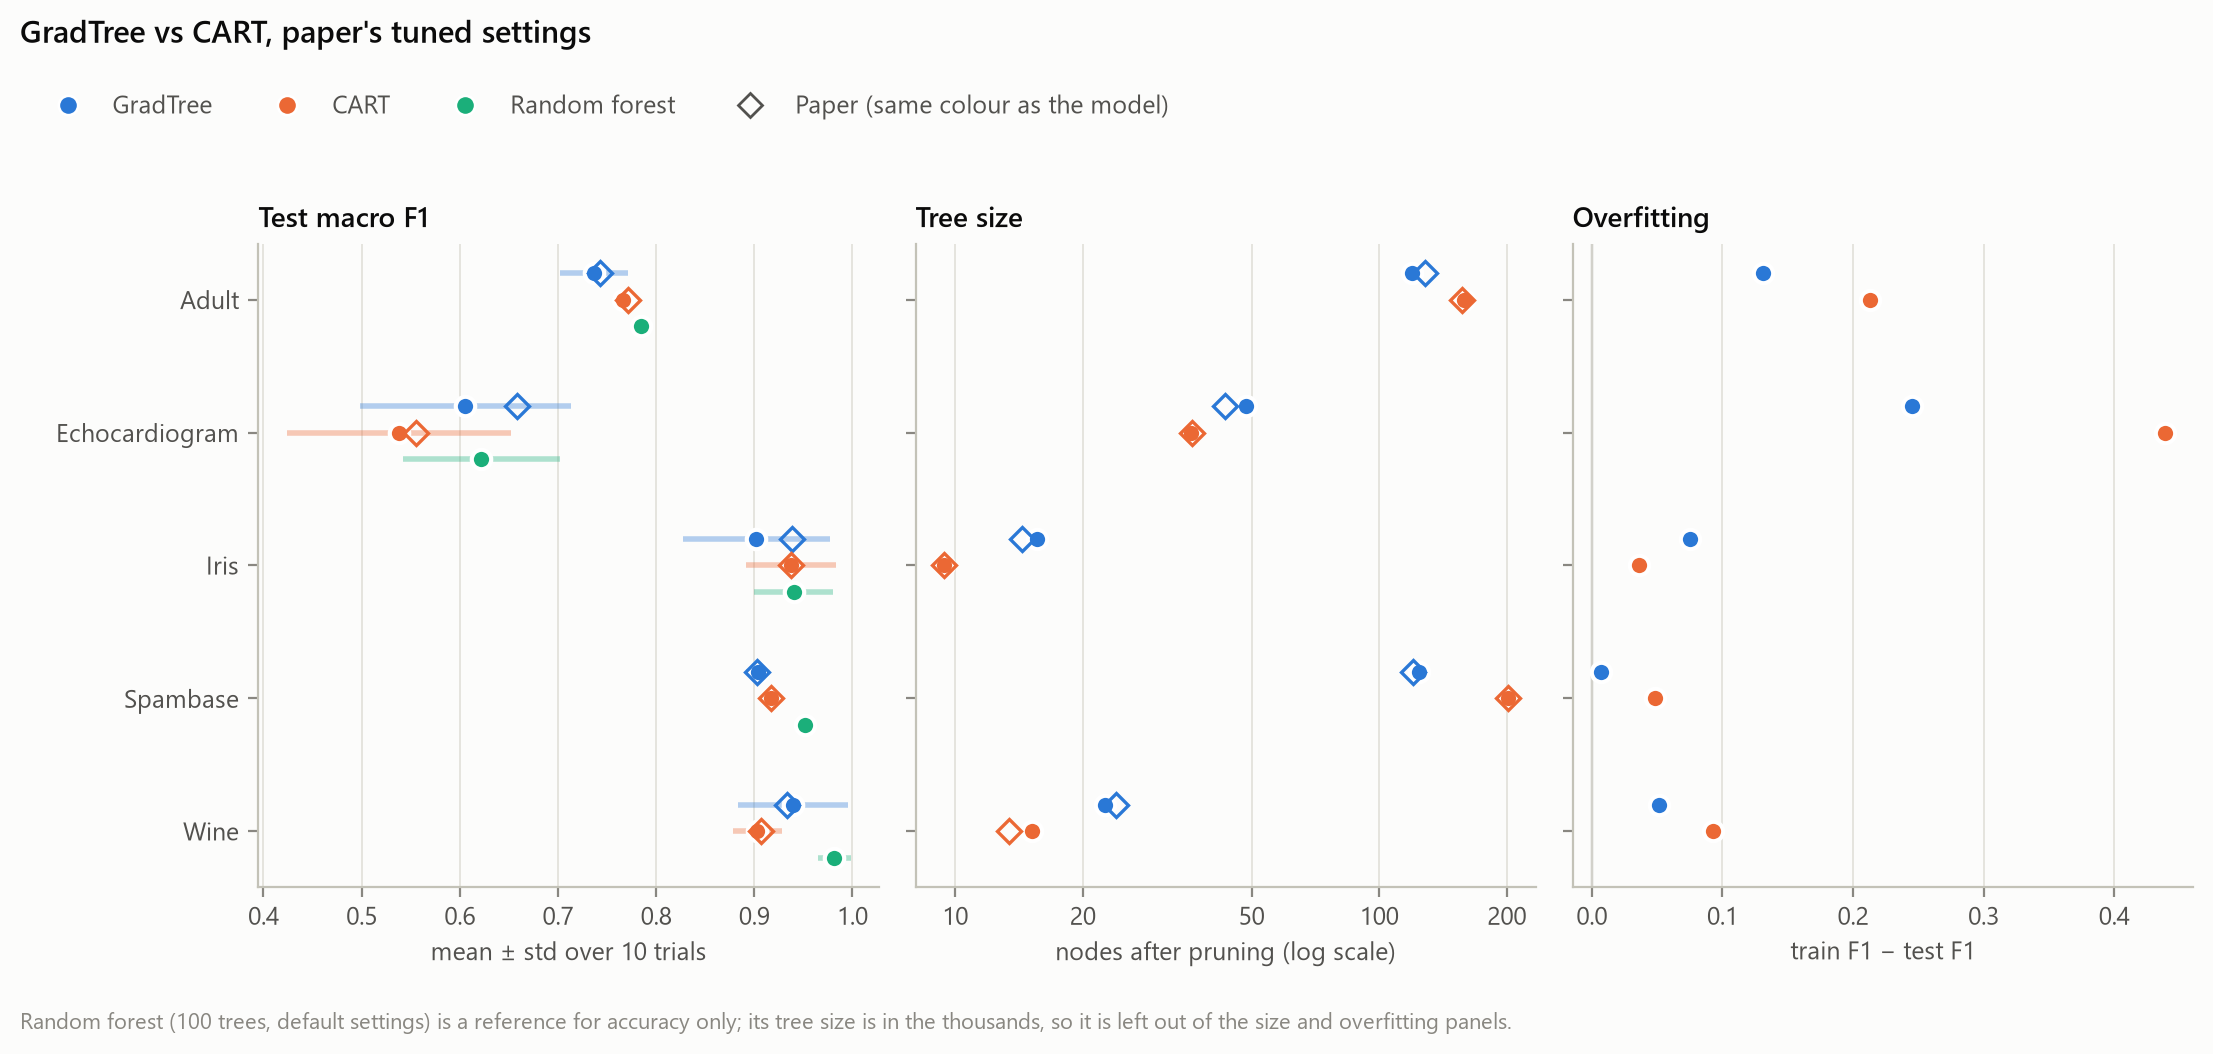 GradTree vs CART, paper's tuned settings
GradTree CART Random forest Paper (same colour as the model)
Test macro F1
Tree size
Overfitting
Adult
Echocardiogram
Iris
Spambase
Wine
0.4 0.5 0.6 0.7 0.8 0.9 1.0
mean ± std over 10 trials
10 20 50 100 200
nodes after pruning (log scale)
0.0 0.1 0.2 0.3 0.4
train F1 − test F1
Random forest (100 trees, default settings) is a reference for accuracy only; its tree size is in the thousands, so it is left out of the size and overfitting panels.